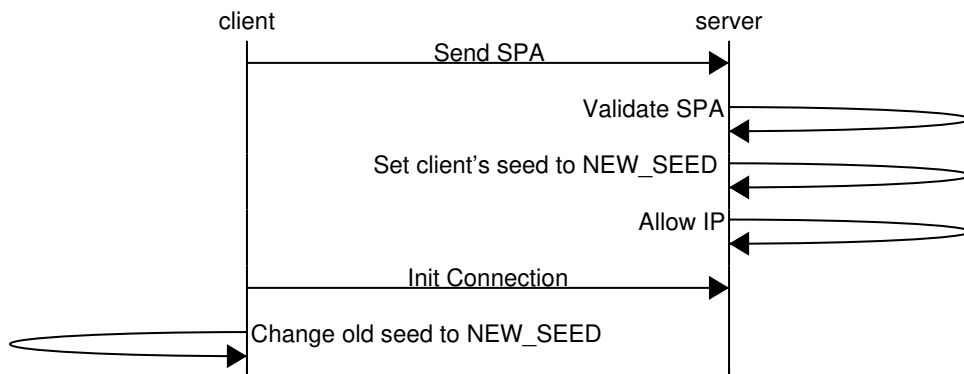 client
server
Send SPA
Validate SPA
Set client's seed to NEW_SEED
Allow IP
Init Connection
Change old seed to NEW_SEED